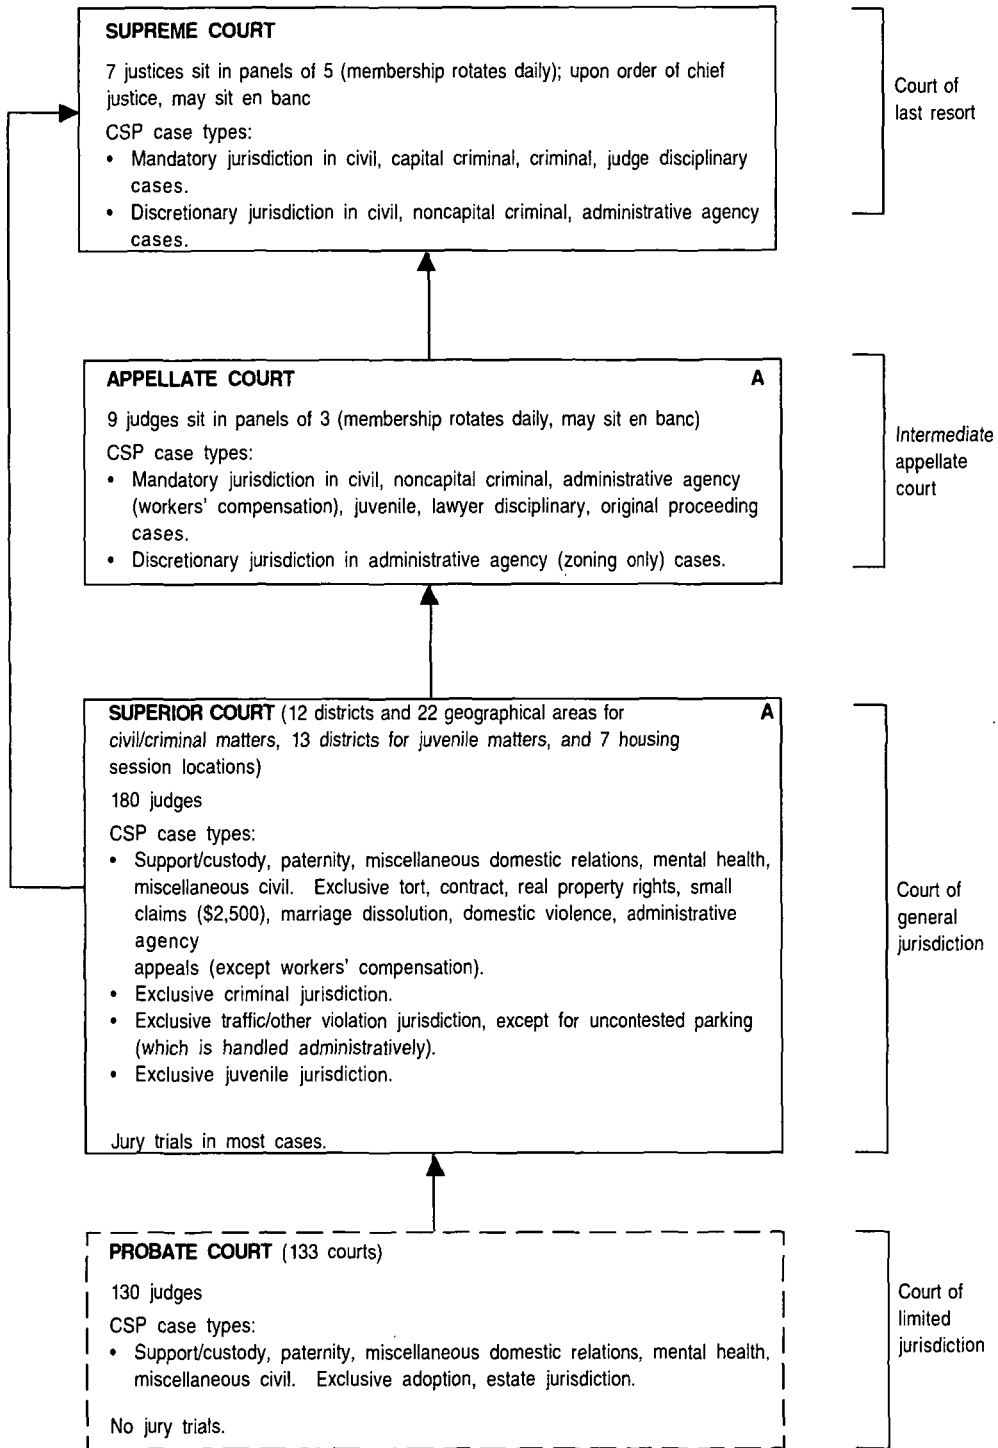 SUPREME COURT
7 justices sit in panels of 5 (membership rotates daily); upon order of chief
justice, may sit en banc
CSP case types:
• Mandatory jurisdiction in civil, capital criminal, criminal, judge disciplinary
cases.
• Discretionary jurisdiction in civil, noncapital criminal, administrative agency
cases.
Court of
last resort
APPELLATE COURT A
9 judges sit in panels of 3 (membership rotates daily, may sit en banc)
CSP case types:
• Mandatory jurisdiction in civil, noncapital criminal, administrative agency
(workers' compensation), juvenile, lawyer disciplinary, original proceeding
cases.
• Discretionary jurisdiction in administrative agency (zoning only) cases.
Intermediate
appellate
court
SUPERIOR COURT (12 districts and 22 geographical areas for A
civil/criminal matters, 13 districts for juvenile matters, and 7 housing
session locations)
180 judges
CSP case types:
• Support/custody, paternity, miscellaneous domestic relations, mental health,
miscellaneous civil. Exclusive tort, contract, real property rights, small
claims ($2,500), marriage dissolution, domestic violence, administrative
agency
appeals (except workers' compensation).
• Exclusive criminal jurisdiction.
• Exclusive traffic/other violation jurisdiction, except for uncontested parking
(which is handled administratively).
• Exclusive juvenile jurisdiction.
Jury trials in most cases.
Court of
general
jurisdiction
PROBATE COURT (133 courts)
130 judges
CSP case types:
• Support/custody, paternity, miscellaneous domestic relations, mental health,
miscellaneous civil. Exclusive adoption, estate jurisdiction.
No jury trials.
Court of
limited
jurisdiction